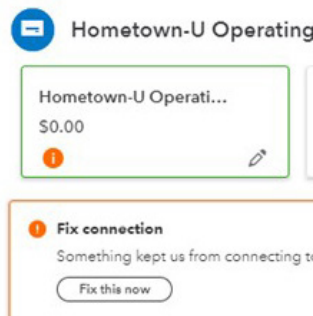 Hometown-U Operating
Hometown-U Operati...
$0.00
Fix connection
Something kept us from connecting to
Fix this now